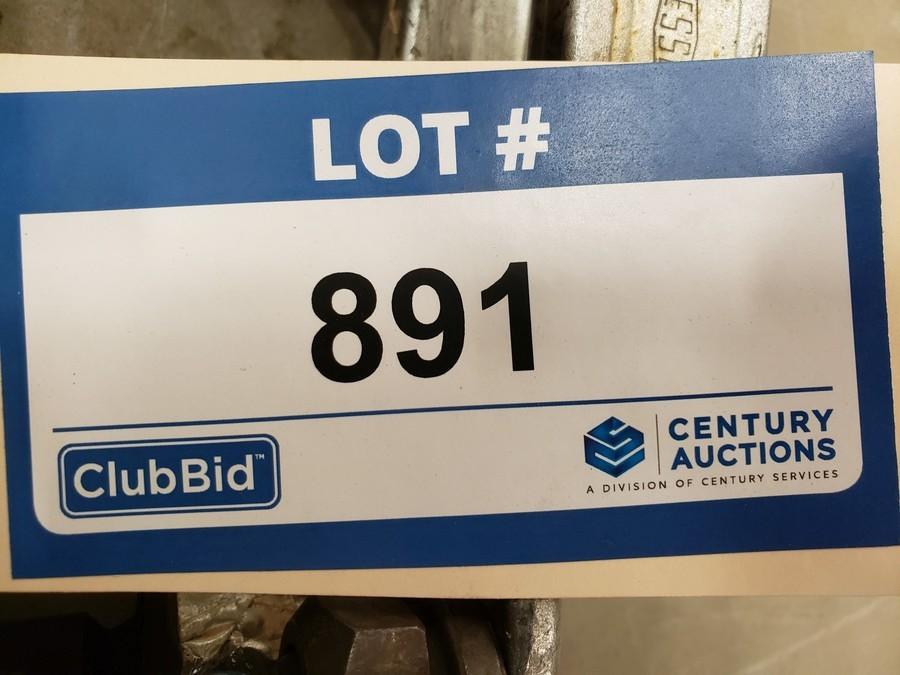 LOT #
891
ClubBid™
CENTURY
AUCTIONS
A DIVISION OF CENTURY SERVICES